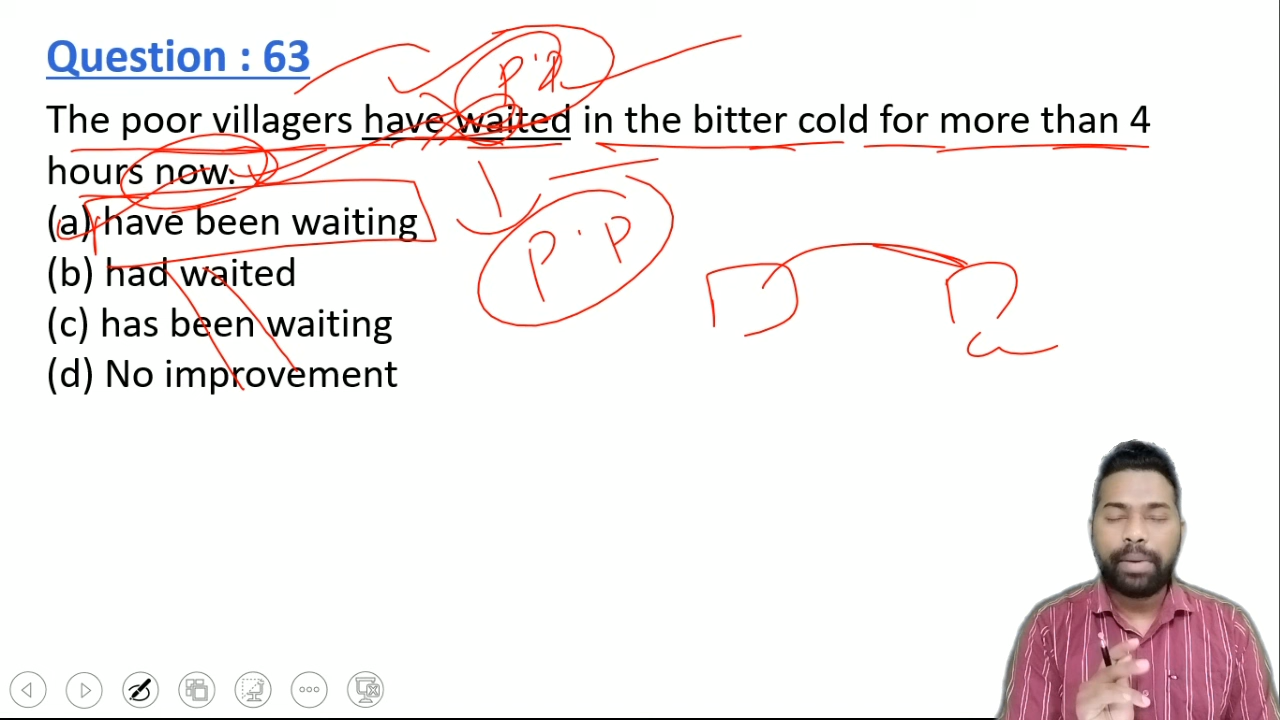 Question : 63
P.P
The poor villagers have waited in the bitter cold for more than 4
hours now.
(a) have been waiting
P.P
(b) had waited
(c) has been waiting
(d) No improvement